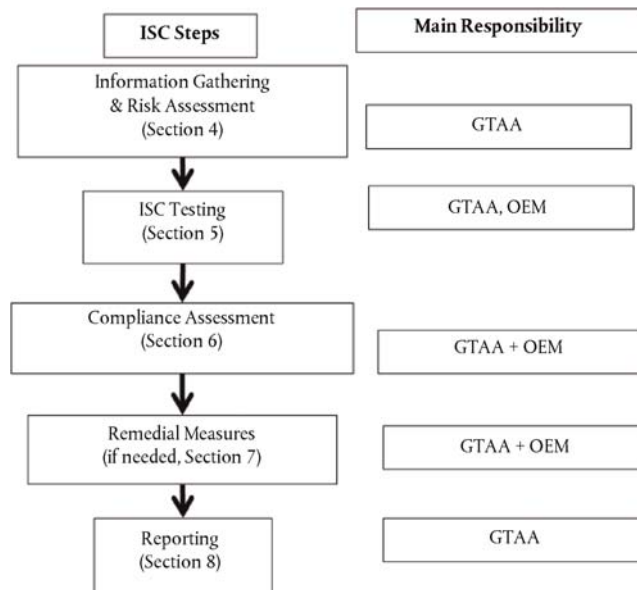 ISC Steps
Main Responsibility
Information Gathering
& Risk Assessment
(Section 4)
GTAA
ISC Testing
(Section 5)
GTAA, OEM
Compliance Assessment
(Section 6)
GTAA + OEM
Remedial Measures
(if needed, Section 7)
GTAA + OEM
Reporting
(Section 8)
GTAA